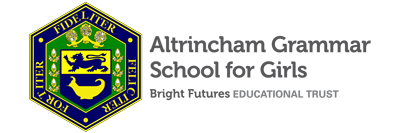 FIDELITER
FORTITER
FELICITER
Altrincham Grammar
School for Girls
Bright Futures EDUCATIONAL TRUST